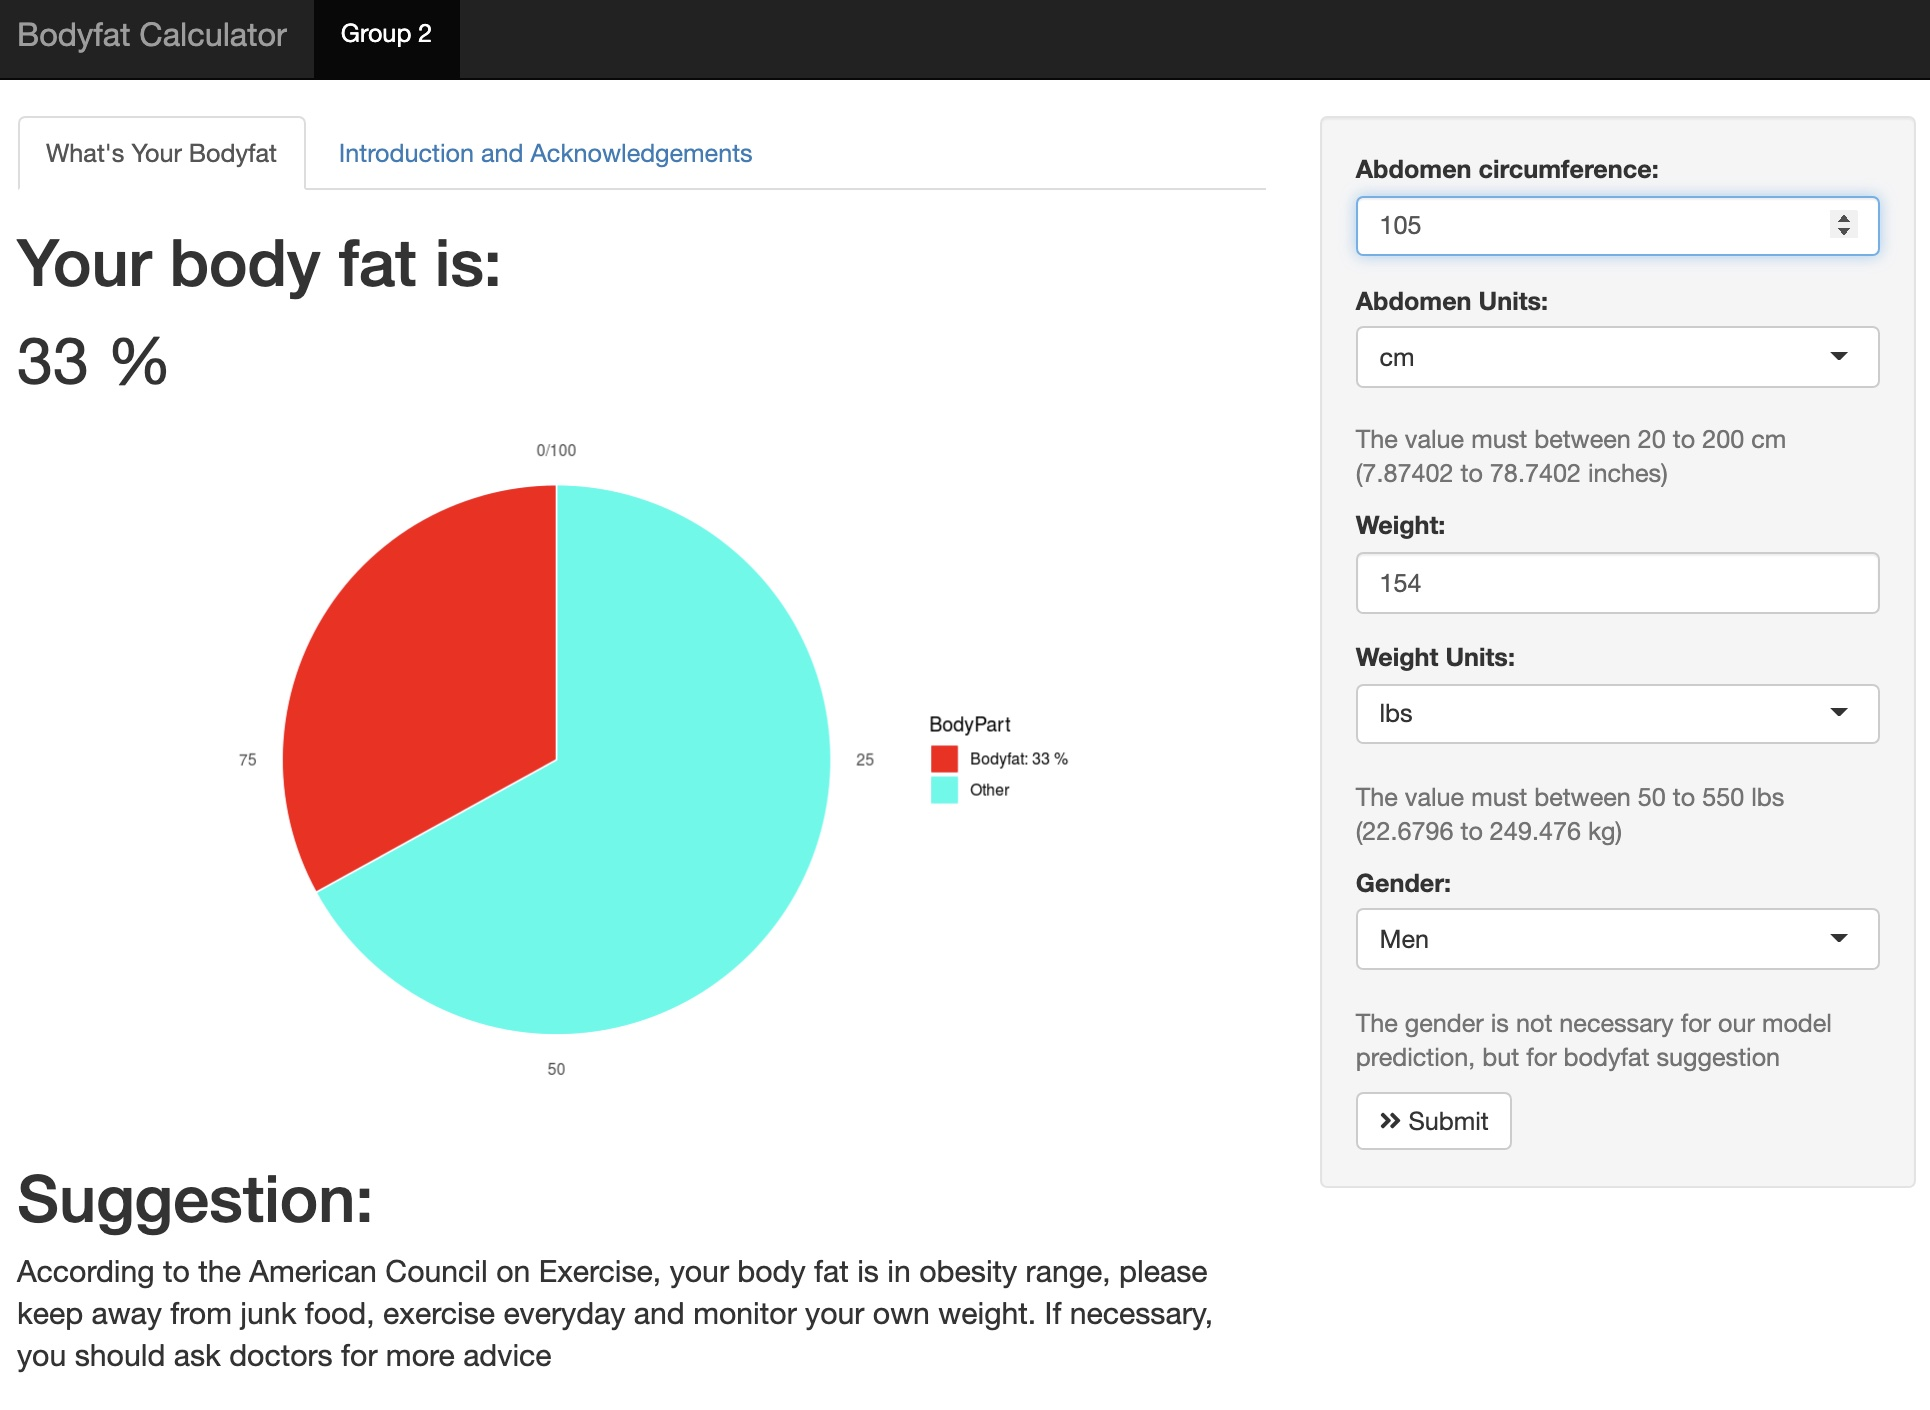 Bodyfat Calculator
Group 2
What's Your Bodyfat
Introduction and Acknowledgements
Your body fat is:
33 %
0/100
75
25
50
BodyPart
Bodyfat: 33 %
Other
Suggestion:
According to the American Council on Exercise, your body fat is in obesity range, please
keep away from junk food, exercise everyday and monitor your own weight. If necessary,
you should ask doctors for more advice
Abdomen circumference:
105
Abdomen Units:
cm
The value must between 20 to 200 cm
(7.87402 to 78.7402 inches)
Weight:
154
Weight Units:
lbs
The value must between 50 to 550 lbs
(22.6796 to 249.476 kg)
Gender:
Men
The gender is not necessary for our model
prediction, but for bodyfat suggestion
Submit